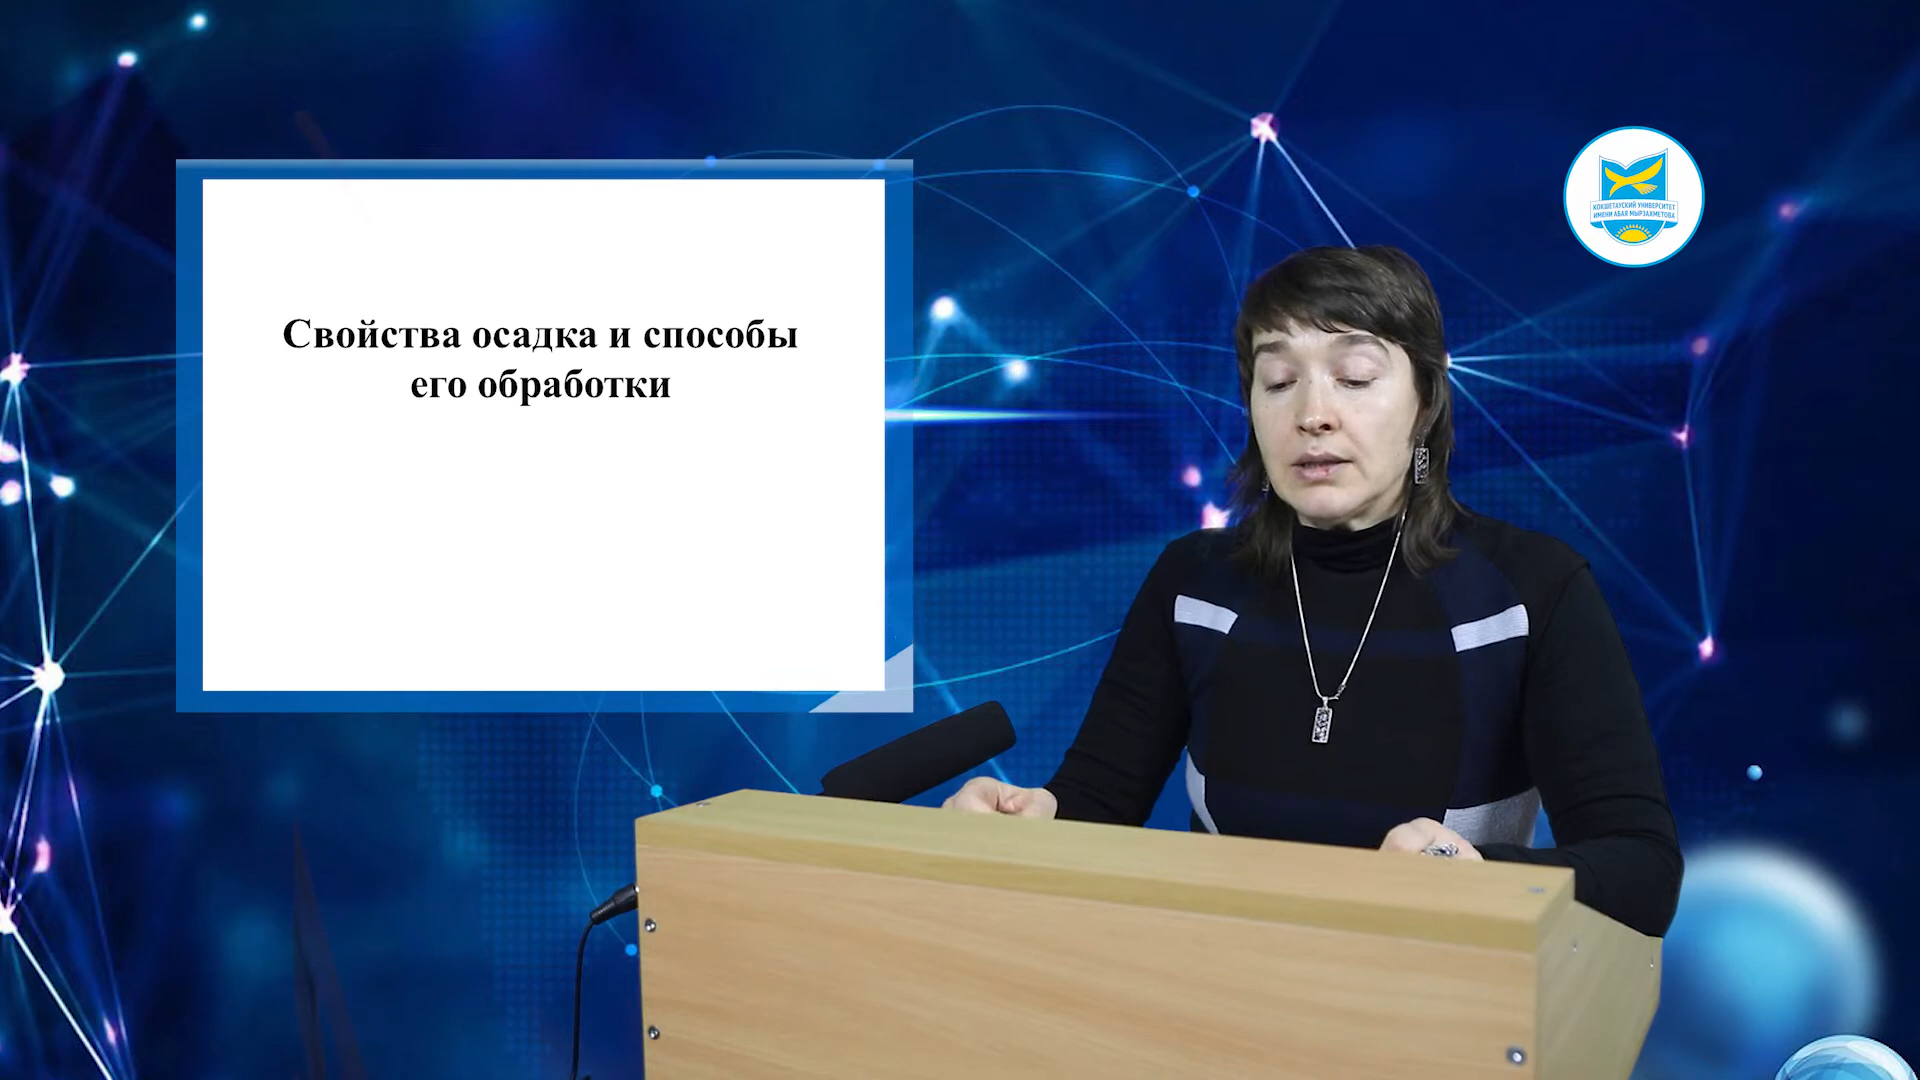 Свойства осадка и способы
его обработки
КОКШЕТАУСКИЙ УНИВЕРСИТЕТ
ИМЕНИ АБАЯ МЫРЗАХМЕТОВА